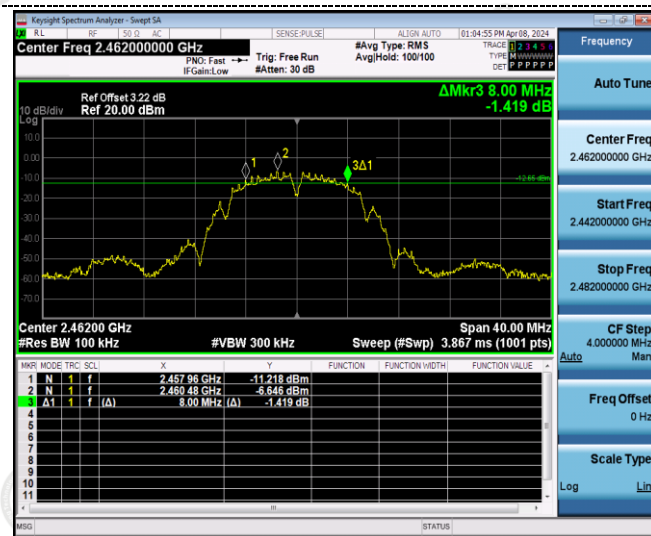 Keysight Spectrum Analyzer - Swept SA
RL RF 50 Ω AC SENSE:PULSE ALIGN AUTO 01:04:55 PM Apr 08, 2024
Center Freq 2.462000000 GHz #Avg Type: RMS TRACE 1 2 3 4 5 6
PNO: Fast Trig: Free Run Avg|Hold: 100/100 TYPE M WWWWW
IFGain:Low #Atten: 30 dB DET P P P P P P
ΔMkr3 8.00 MHz
-1.419 dB
Ref Offset 3.22 dB
10 dB/div Ref 20.00 dBm
Log
10.0
0.00
-10.0
-20.0
-30.0
-40.0
-50.0
-60.0
-70.0
1
2
3Δ1
-12.65 dBm
Center 2.46200 GHz Span 40.00 MHz
#Res BW 100 kHz #VBW 300 kHz Sweep (#Swp) 3.867 ms (1001 pts)
MKR MODE TRC SCL X Y FUNCTION FUNCTION WIDTH FUNCTION VALUE
1 N 1 f 2.457 96 GHz -11.218 dBm
2 N 1 f 2.460 48 GHz -6.646 dBm
3 Δ1 1 f (Δ) 8.00 MHz (Δ) -1.419 dB
4
5
6
7
8
9
10
11
MSG STATUS
Frequency
Auto Tune
Center Freq
2.462000000 GHz
Start Freq
2.442000000 GHz
Stop Freq
2.482000000 GHz
CF Step
4.000000 MHz
Auto Man
Freq Offset
0 Hz
Scale Type
Log Lin